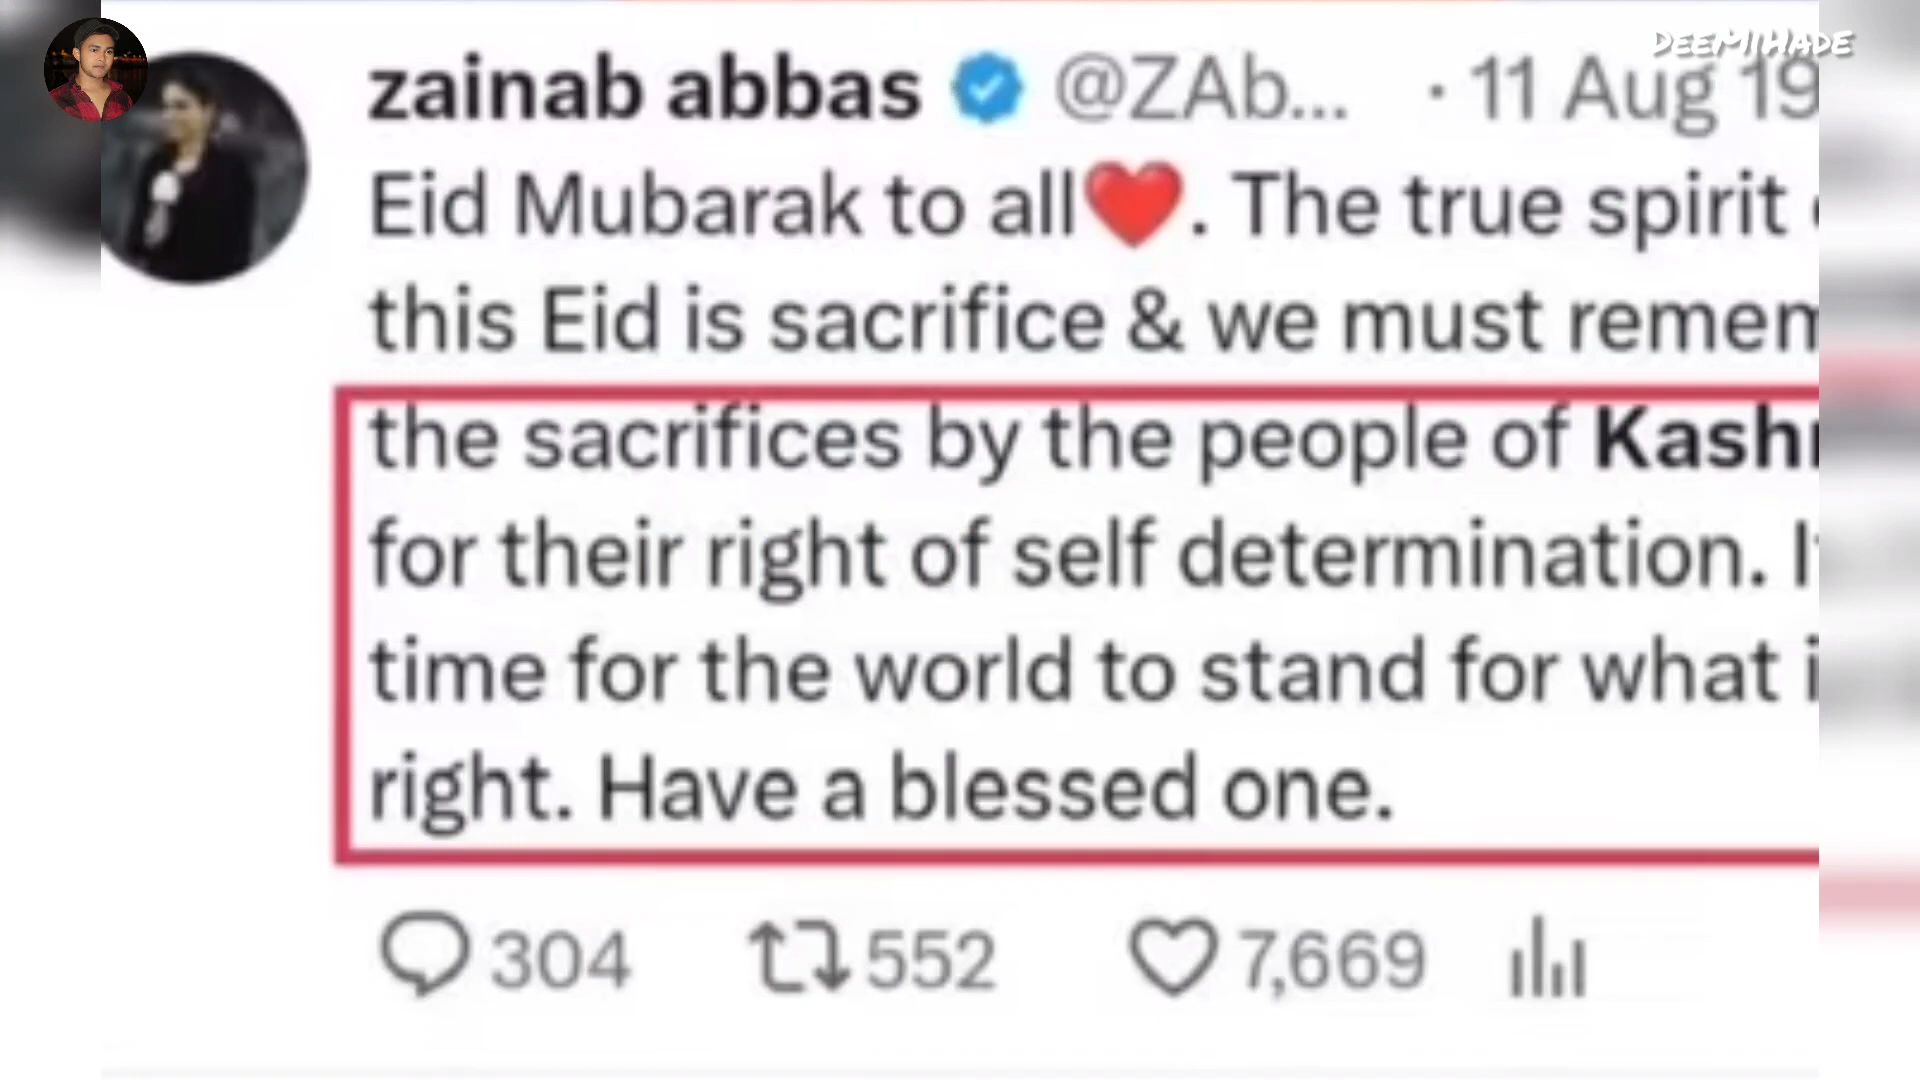 DEEMIHADE
zainab abbas @ZAb... · 11 Aug 19
Eid Mubarak to all❤️. The true spirit
this Eid is sacrifice & we must remem
the sacrifices by the people of Kash
for their right of self determination. I
time for the world to stand for what i
right. Have a blessed one.
304 552 7,669